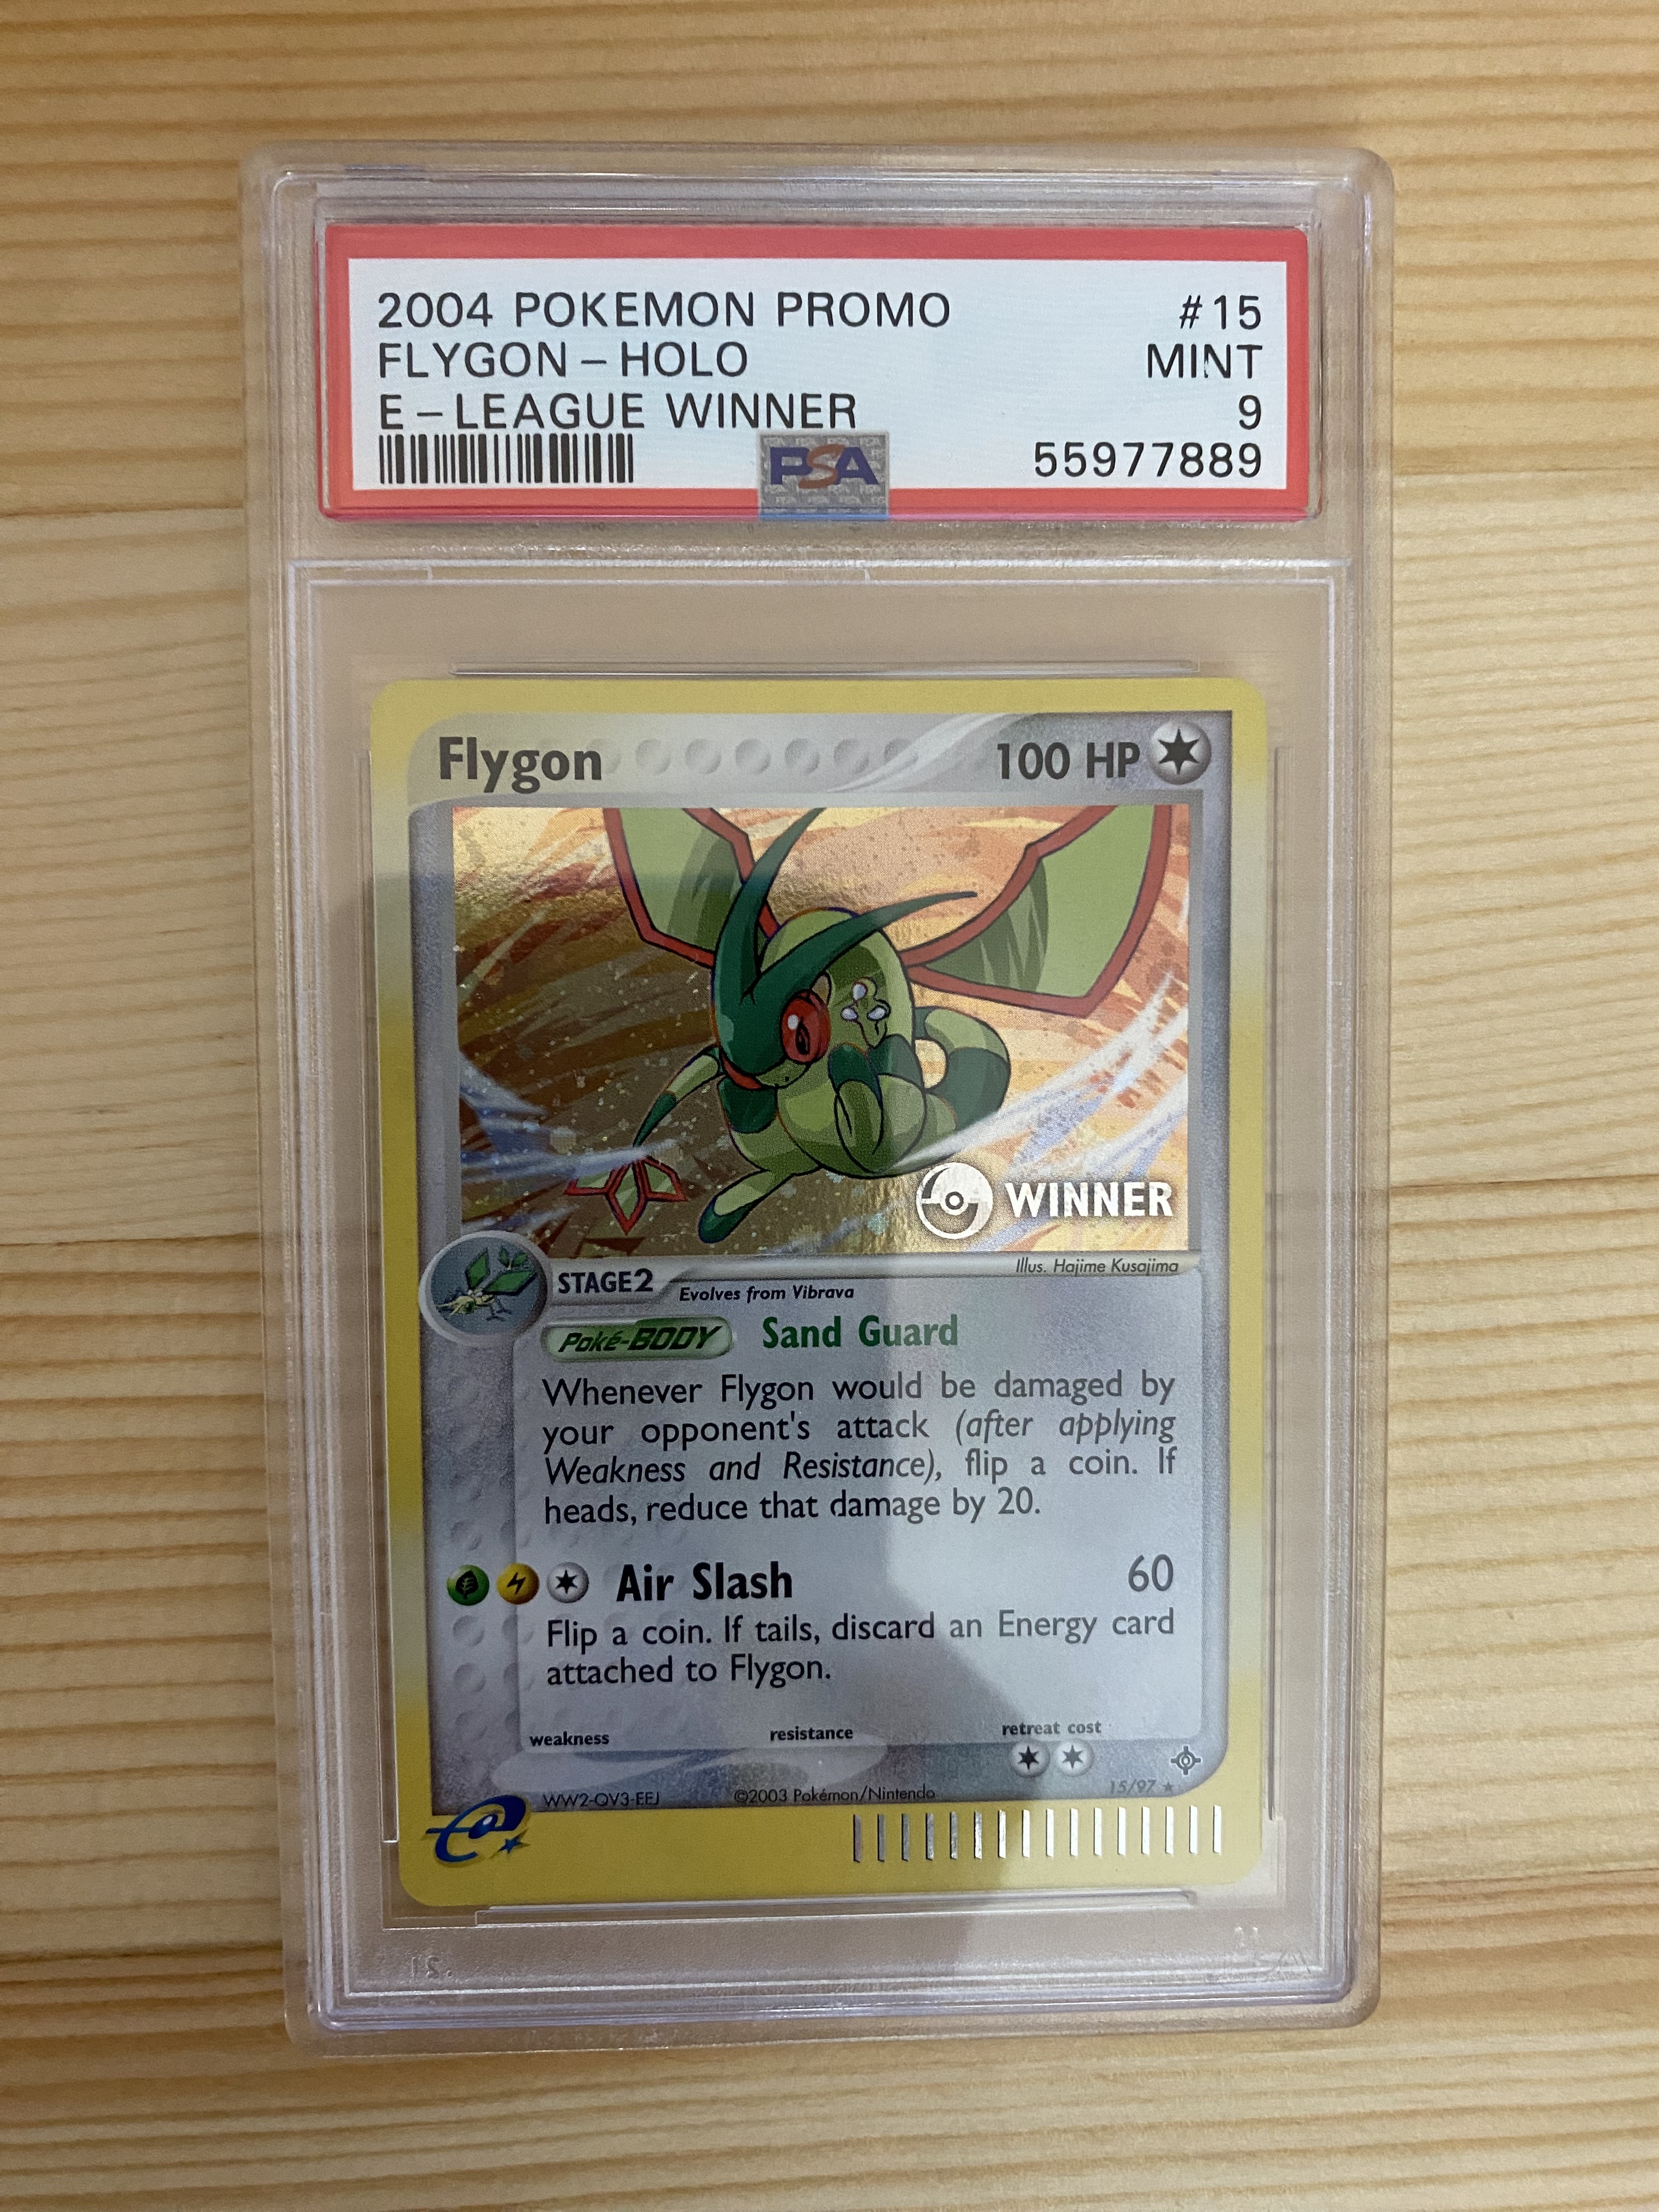 2004 POKEMON PROMO #15
FLYGON – HOLO MINT
E – LEAGUE WINNER 9
PSA 55977889
Flygon 100 HP
WINNER
Illus. Hajime Kusajima
STAGE2 Evolves from Vibrava
Poké-BODY Sand Guard
Whenever Flygon would be damaged by
your opponent's attack (after applying
Weakness and Resistance), flip a coin. If
heads, reduce that damage by 20.
Air Slash 60
Flip a coin. If tails, discard an Energy card
attached to Flygon.
weakness resistance retreat cost
WW2-QV3-EEJ ©2003 Pokémon/Nintendo 15/97 ★
e